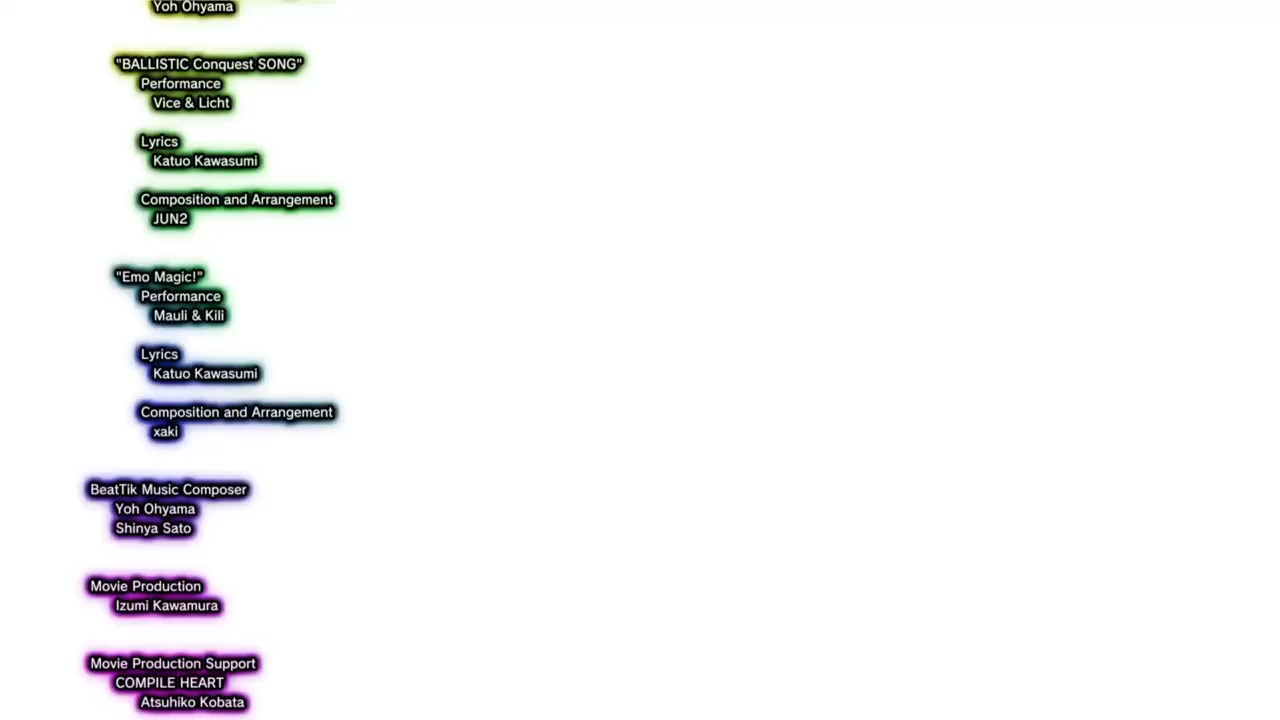 Yoh Ohyama
"BALLISTIC Conquest SONG"
Performance
Vice & Licht
Lyrics
Katuo Kawasumi
Composition and Arrangement
JUN2
"Emo Magic!"
Performance
Mauli & Kili
Lyrics
Katuo Kawasumi
Composition and Arrangement
xaki
BeatTik Music Composer
Yoh Ohyama
Shinya Sato
Movie Production
Izumi Kawamura
Movie Production Support
COMPILE HEART
Atsuhiko Kobata